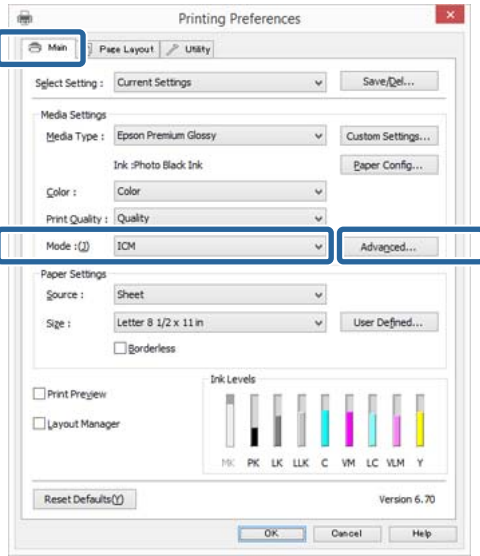 Printing Preferences
Main Page Layout Utility
Select Setting : Current Settings Save/Del...
Media Settings
Media Type : Epson Premium Glossy Custom Settings...
Ink :Photo Black Ink Paper Config...
Color : Color
Print Quality : Quality
Mode :(J) ICM Advanced...
Paper Settings
Source : Sheet
Size : Letter 8 1/2 x 11 in User Defined...
Borderless
Print Preview
Layout Manager
Ink Levels
MK PK LK LLK C VM LC VLM Y
Reset Defaults(Y) Version 6.70
OK Cancel Help